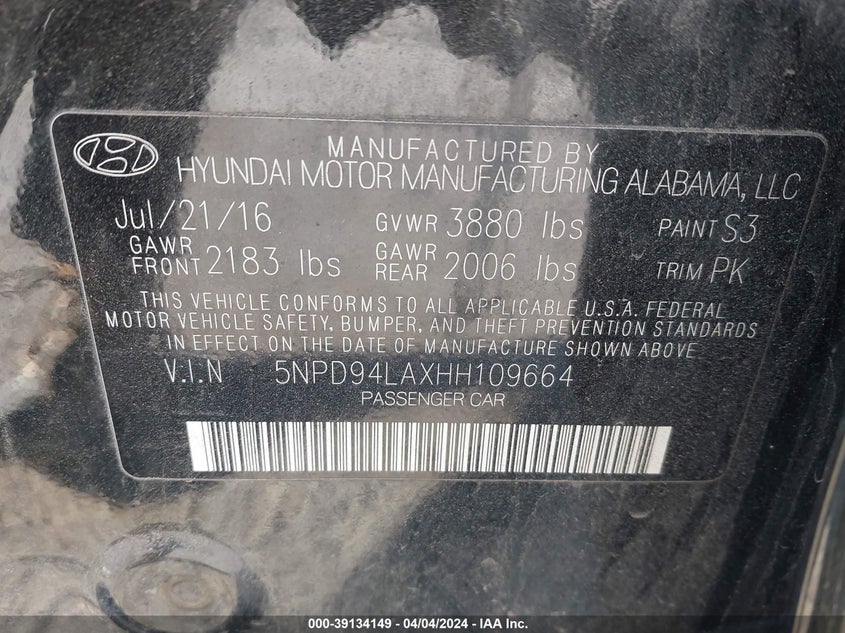 MANUFACTURED BY
HYUNDAI MOTOR MANUFACTURING ALABAMA, LLC
Jul/21/16 GVWR 3880 lbs PAINT S3
GAWR FRONT 2183 lbs GAWR REAR 2006 lbs TRIM PK
THIS VEHICLE CONFORMS TO ALL APPLICABLE U.S.A. FEDERAL
MOTOR VEHICLE SAFETY, BUMPER, AND THEFT PREVENTION STANDARDS
IN EFFECT ON THE DATE OF MANUFACTURE SHOWN ABOVE
V.I.N 5NPD94LAXHH109664
PASSENGER CAR
000-39134149 - 04/04/2024 - IAA Inc.